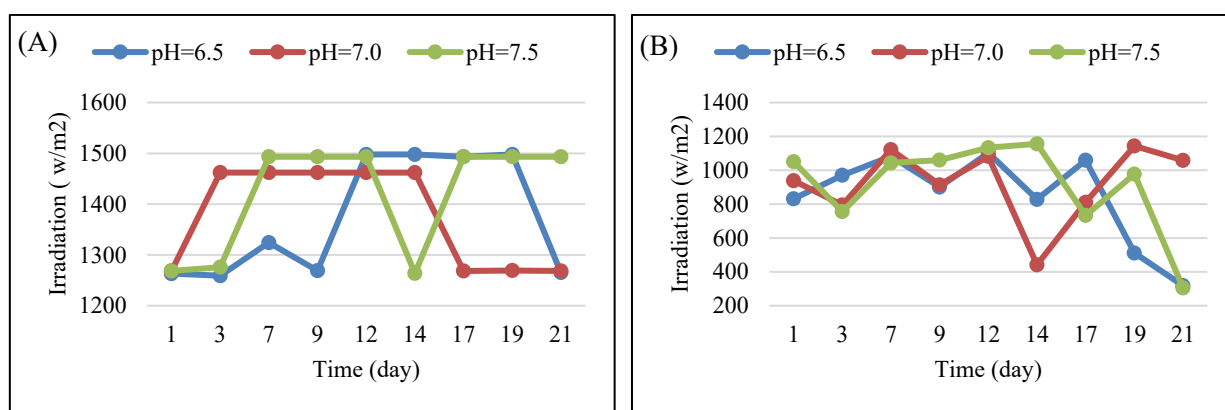 (A)
pH=6.5 pH=7.0 pH=7.5
Irradiation ( w/m2)
1600
1500
1400
1300
1200
1 3 7 9 12 14 17 19 21
Time (day)
(B)
pH=6.5 pH=7.0 pH=7.5
Irradiation (w/m2)
1400
1200
1000
800
600
400
200
1 3 7 9 12 14 17 19 21
Time (day)